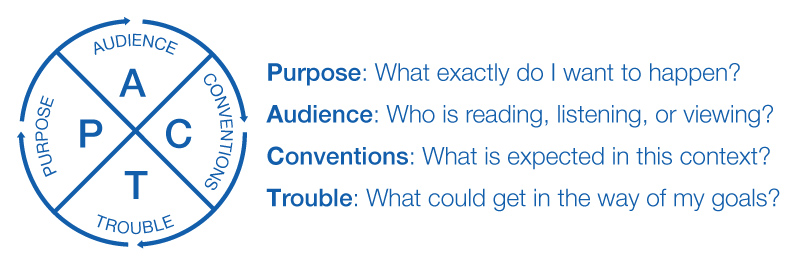 AUDIENCE
A
PURPOSE
P
C
CONVENTIONS
T
TROUBLE
Purpose: What exactly do I want to happen?
Audience: Who is reading, listening, or viewing?
Conventions: What is expected in this context?
Trouble: What could get in the way of my goals?